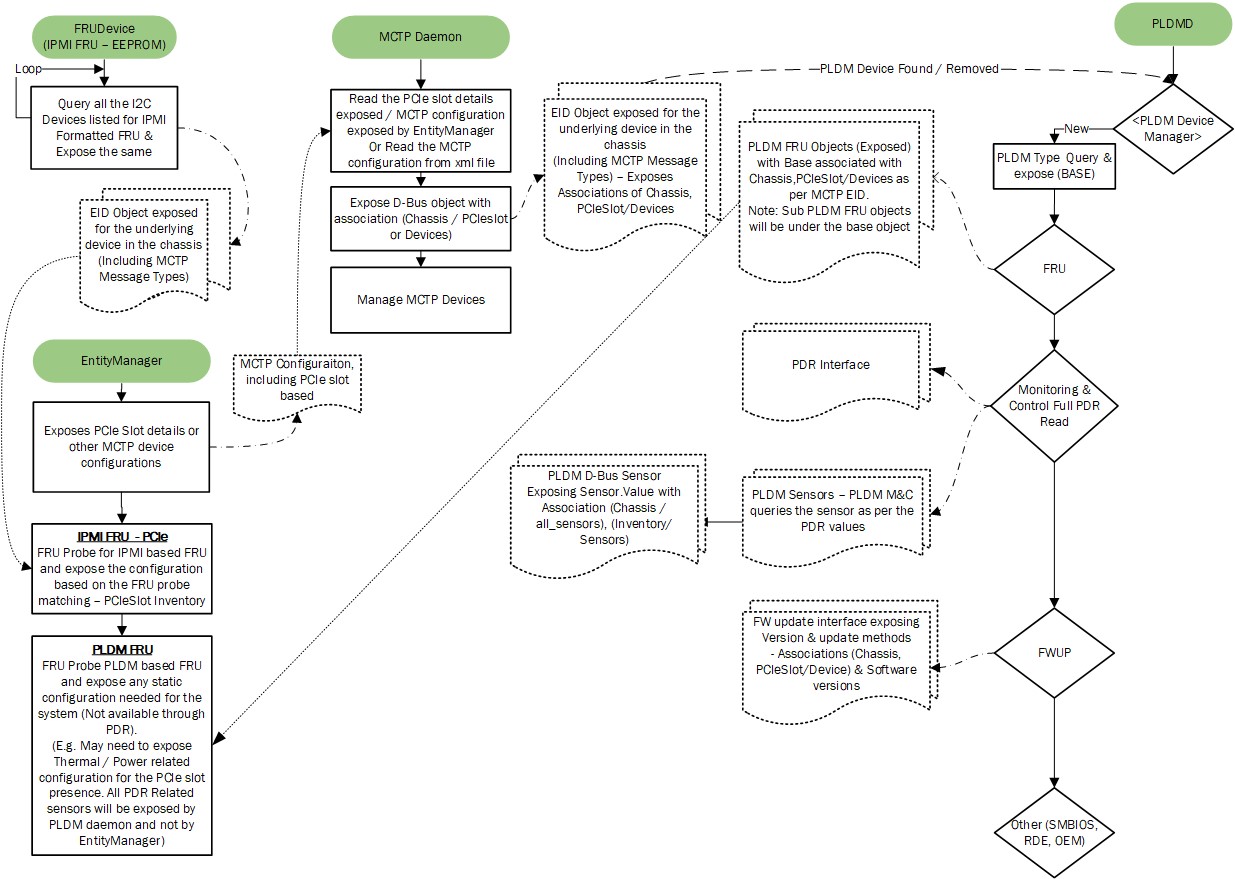 FRUDevice
(IPMI FRU – EEPROM)
Loop
Query all the I2C
Devices listed for IPMI
Formatted FRU &
Expose the same
EID Object exposed
for the underlying
device in the chassis
(Including MCTP
Message Types)
EntityManager
Exposes PCIe Slot details or
other MCTP device
configurations
IPMI FRU - PCIe
FRU Probe for IPMI based FRU
and expose the configuration
based on the FRU probe
matching – PCIeSlot Inventory
PLDM FRU
FRU Probe PLDM based FRU
and expose any static
configuration needed for the
system (Not available through
PDR).
(E.g. May need to expose
Thermal / Power related
configuration for the PCIe slot
presence. All PDR Related
sensors will be exposed by
PLDM daemon and not by
EntityManager)
MCTP Daemon
Read the PCIe slot details
exposed / MCTP configuration
exposed by EntityManager
Or Read the MCTP
configuration from xml file
Expose D-Bus object with
association (Chassis / PCIeslot
or Devices)
Manage MCTP Devices
MCTP Configuraiton,
including PCIe slot
based
EID Object exposed for the
underlying device in the
chassis
(Including MCTP Message
Types) – Exposes
Associations of Chassis,
PCIeSlot/Devices
PLDM Device Found / Removed
PLDM FRU Objects (Exposed)
with Base associated with
Chassis,PCIeSlot/Devices as
per MCTP EID.
Note: Sub PLDM FRU objects
will be under the base object
PDR Interface
PLDM D-Bus Sensor
Exposing Sensor.Value with
Association (Chassis /
all_sensors), (Inventory/
Sensors)
PLDM Sensors – PLDM M&C
queries the sensor as per the
PDR values
FW update interface exposing
Version & update methods
- Associations (Chassis,
PCIeSlot/Device) & Software
versions
PLDMD
<PLDM Device
Manager>
New
PLDM Type Query &
expose (BASE)
FRU
Monitoring &
Control Full PDR
Read
FWUP
Other (SMBIOS,
RDE, OEM)